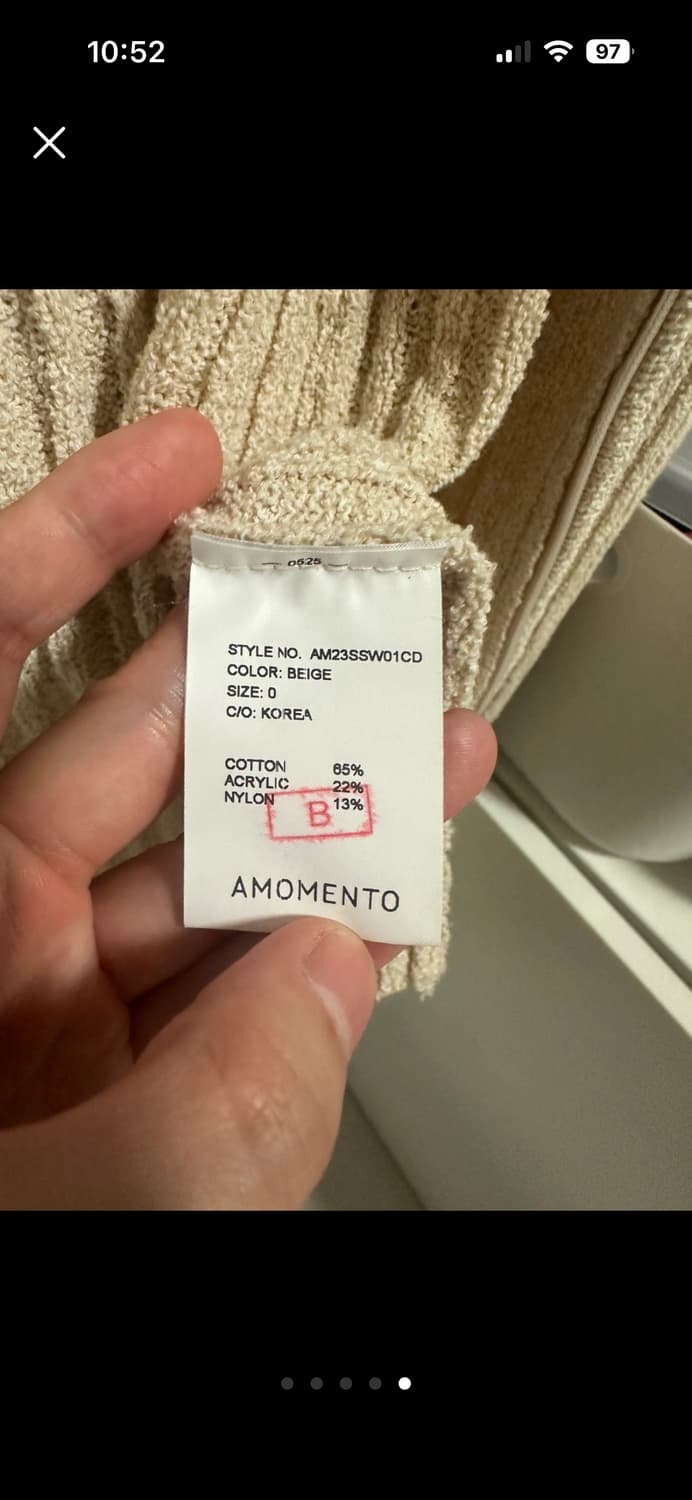 10:52
97
0525
STYLE NO. AM23SSW01CD
COLOR: BEIGE
SIZE: 0
C/O: KOREA
COTTON 65%
ACRYLIC 22%
NYLON 13%
B
AMOMENTO